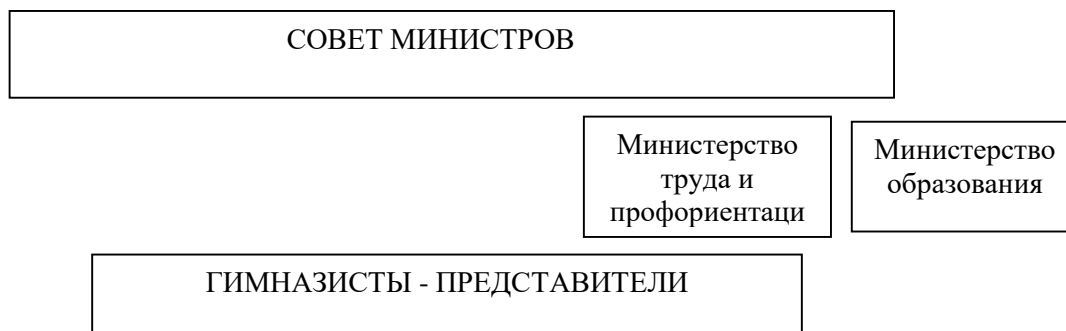 СОВЕТ МИНИСТРОВ
Министерство
труда и
профориентаци
Министерство
образования
ГИМНАЗИСТЫ - ПРЕДСТАВИТЕЛИ